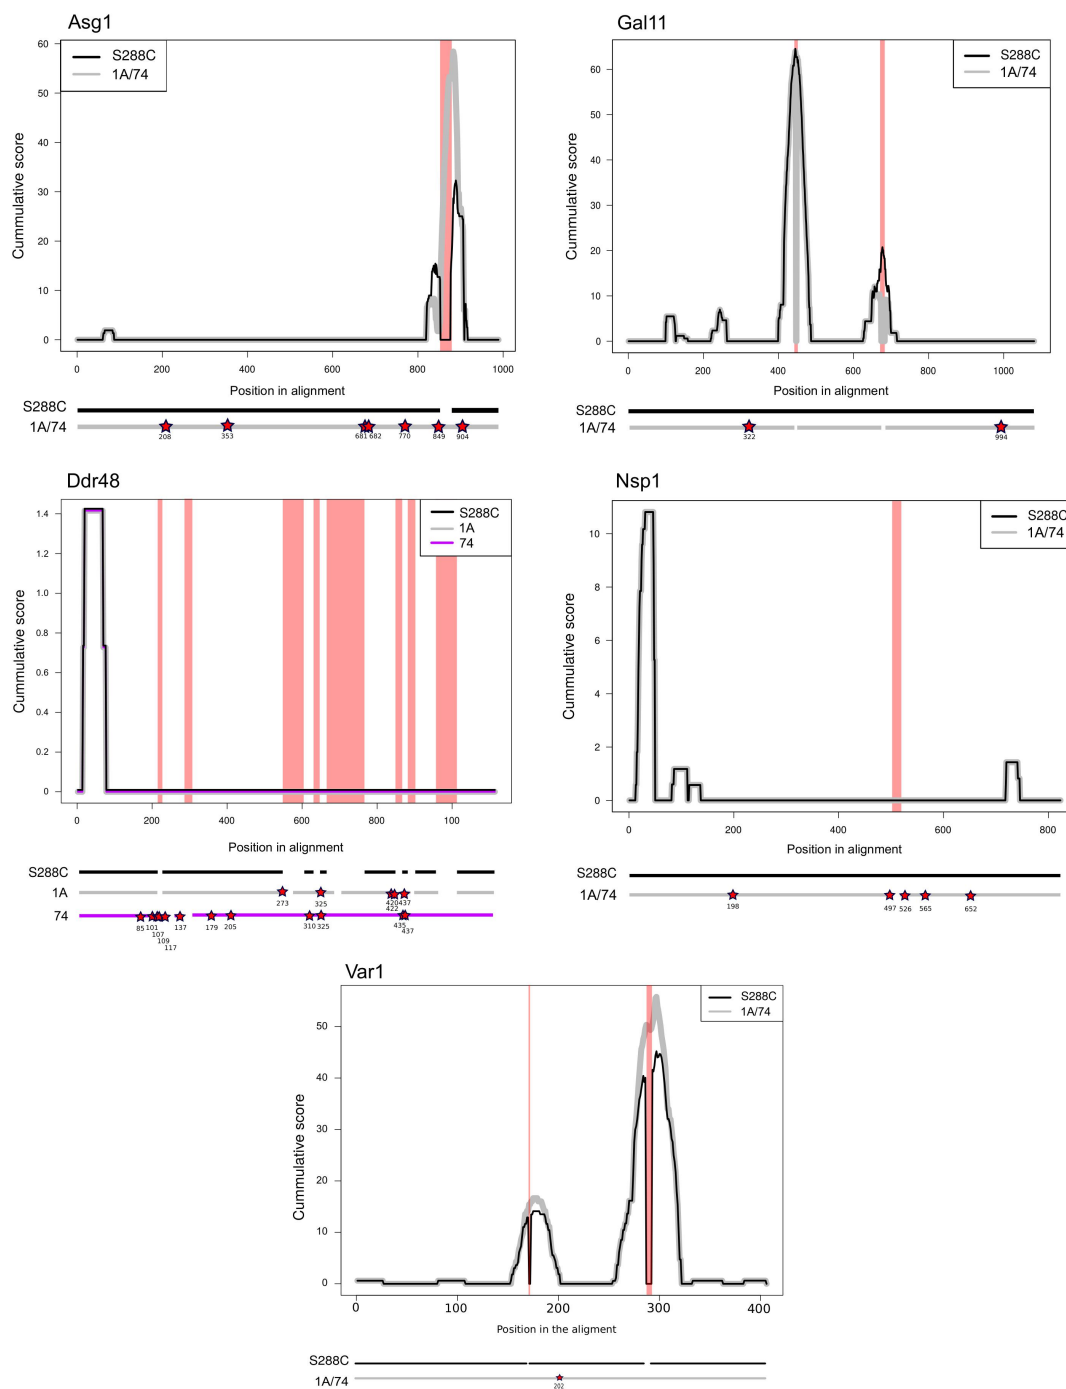 Asg1
S288C
1A/74
Cummulative score
60
50
40
30
20
10
0
0 200 400 600 800 1000
Position in alignment
S288C
1A/74
208 353 681 682 770 849 904
Gal11
S288C
1A/74
Cummulative score
60
50
40
30
20
10
0
0 200 400 600 800 1000
Position in alignment
S288C
1A/74
322 994
Ddr48
S288C
1A
74
Cummulative score
1.4
1.2
1.0
0.8
0.6
0.4
0.2
0
0 200 400 600 800 100
Position in alignment
S288C
1A
273 325 420 437
422
74
85 101 137 179 205 310 325 435
107 437
109
117
Nsp1
S288C
1A/74
Cummulative score
10
8
6
4
2
0
0 200 400 600 800
Position in alignment
S288C
1A/74
198 497 526 565 652
Var1
S288C
1A/74
Cummulative score
50
40
30
20
10
0
0 100 200 300 400
Position in the aligment
S288C
1A/74
202